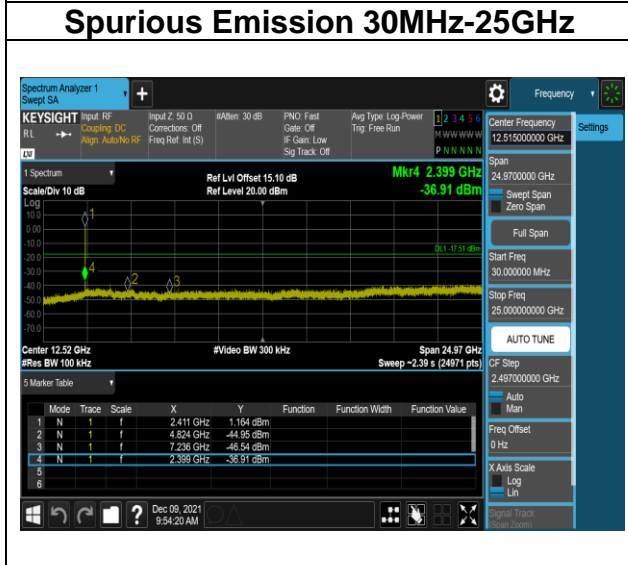 Spurious Emission 30MHz-25GHz
Spectrum Analyzer 1
Swept SA
+
Frequency
KEYSIGHT
RL
Input: RF
Coupling: DC
Align: Auto/No RF
Input Z: 50 Ω
Corrections: Off
Freq Ref: Int (S)
#Atten: 30 dB
PNO: Fast
Gate: Off
IF Gain: Low
Sig Track: Off
Avg Type: Log-Power
Trig: Free Run
1 2 3 4 5 6
M W W W W W
P N N N N N
Settings
Center Frequency
12.515000000 GHz
Span
24.9700000 GHz
Swept Span
Zero Span
Full Span
Start Freq
30.000000 MHz
Stop Freq
25.000000000 GHz
AUTO TUNE
CF Step
2.497000000 GHz
Auto
Man
Freq Offset
0 Hz
X Axis Scale
Log
Lin
Signal Track
(Span Zoom)
1 Spectrum
Scale/Div 10 dB
Ref Lvl Offset 15.10 dB
Ref Level 20.00 dBm
Mkr4 2.399 GHz
-36.91 dBm
Log
10.0
0.00
-10.0
-20.0
-30.0
-40.0
-50.0
-60.0
-70.0
1
4
2
3
DL1 -17.51 dBm
Center 12.52 GHz
#Res BW 100 kHz
#Video BW 300 kHz
Span 24.97 GHz
Sweep ~2.39 s (24971 pts)
5 Marker Table
Mode Trace Scale X Y Function Function Width Function Value
1 N 1 f 2.411 GHz 1.164 dBm
2 N 1 f 4.824 GHz -44.95 dBm
3 N 1 f 7.236 GHz -46.54 dBm
4 N 1 f 2.399 GHz -36.91 dBm
5
6
?
Dec 09, 2021
9:54:20 AM